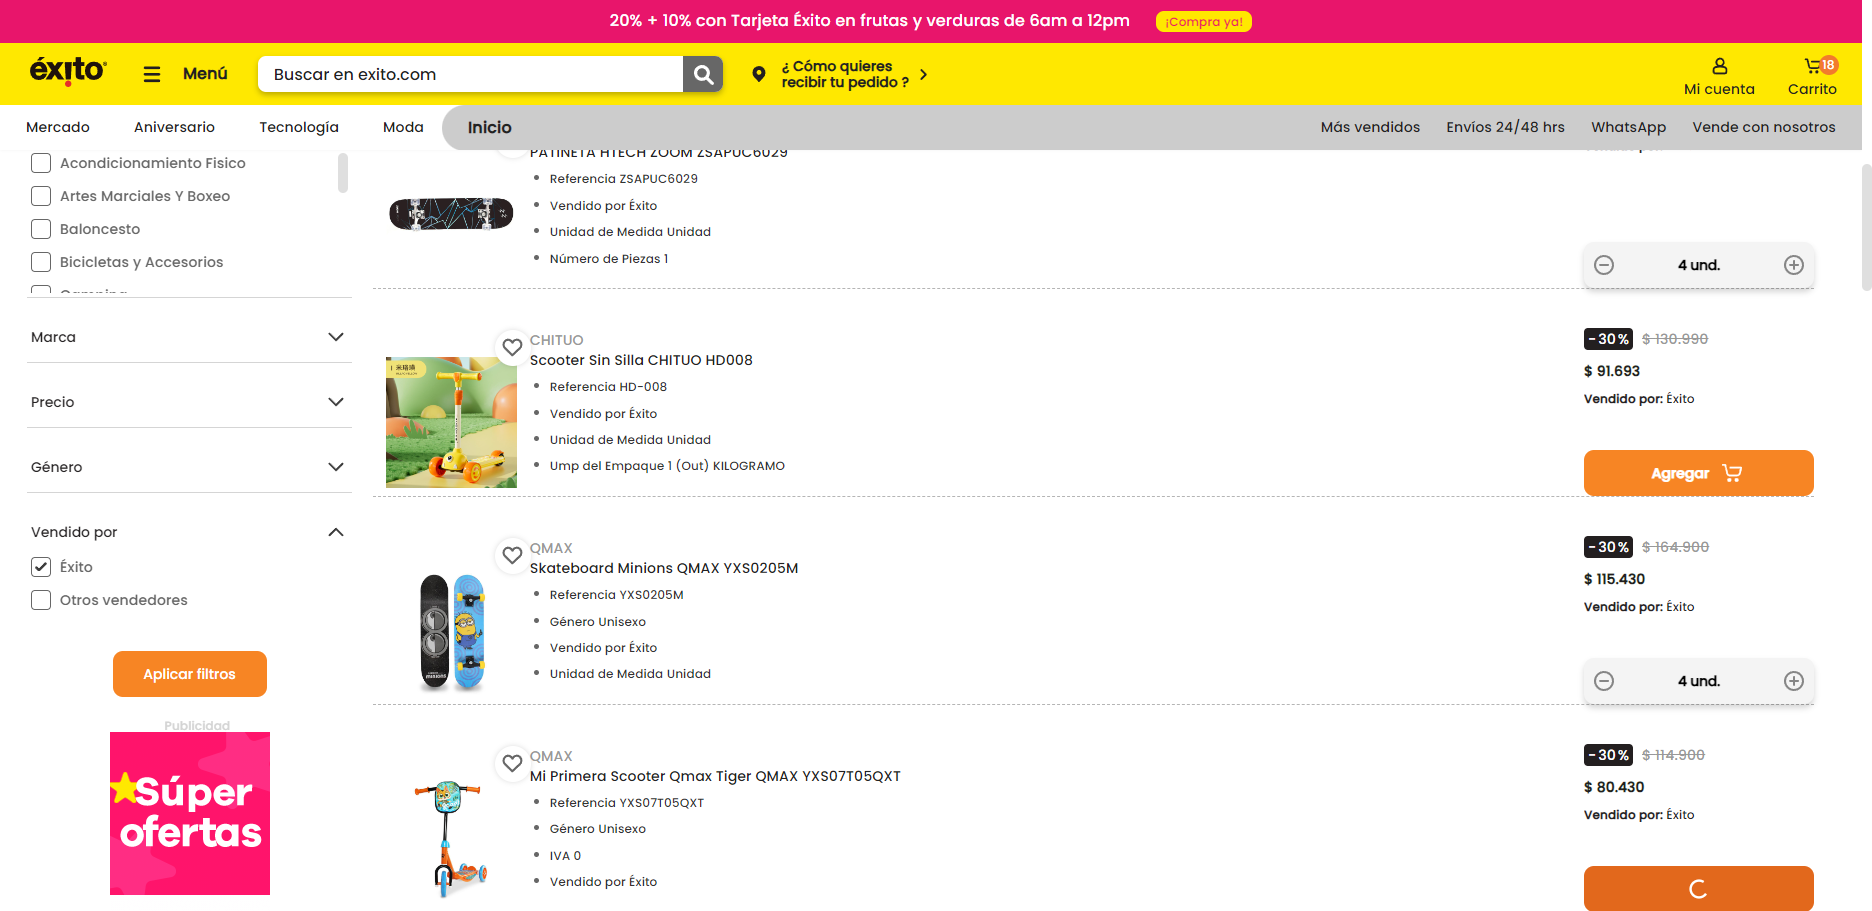 20% + 10% con Tarjeta Éxito en frutas y verduras de 6am a 12pm
¡Compra ya!
éxito
Menú
Buscar en exito.com
¿ Cómo quieres
recibir tu pedido ?
Mi cuenta
18
Carrito
Mercado
Aniversario
Tecnología
Moda
Inicio
Más vendidos
Envíos 24/48 hrs
WhatsApp
Vende con nosotros
Acondicionamiento Fisico
Artes Marciales Y Boxeo
Baloncesto
Bicicletas y Accesorios
Marca
Precio
Género
Vendido por
Éxito
Otros vendedores
Aplicar filtros
Publicidad
Súper
ofertas
PATINETA HTECH ZOOM ZSAPUC6029
Referencia ZSAPUC6029
Vendido por Éxito
Unidad de Medida Unidad
Número de Piezas 1
4 und.
CHITUO
Scooter Sin Silla CHITUO HD008
Referencia HD-008
Vendido por Éxito
Unidad de Medida Unidad
Ump del Empaque 1 (Out) KILOGRAMO
-30% $ 130.990
$ 91.693
Vendido por: Éxito
Agregar
QMAX
Skateboard Minions QMAX YXS0205M
Referencia YXS0205M
Género Unisexo
Vendido por Éxito
Unidad de Medida Unidad
-30% $ 164.900
$ 115.430
Vendido por: Éxito
4 und.
QMAX
Mi Primera Scooter Qmax Tiger QMAX YXS07T05QXT
Referencia YXS07T05QXT
Género Unisexo
IVA 0
Vendido por Éxito
-30% $ 114.900
$ 80.430
Vendido por: Éxito